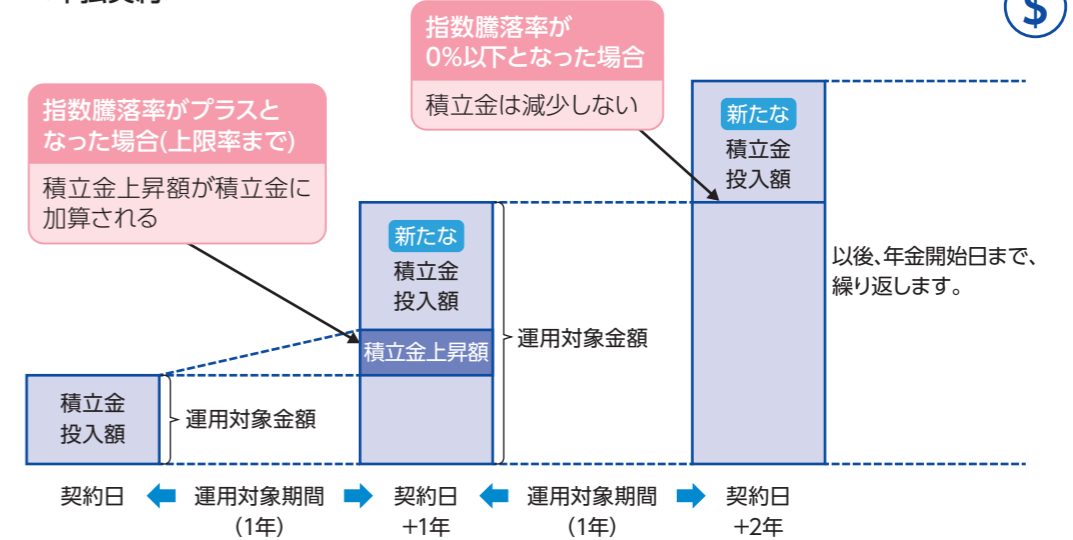 $
指数騰落率が
0%以下となった場合
積立金は減少しない
指数騰落率がプラスと
なった場合(上限率まで)
積立金上昇額が積立金に
加算される
新たな
積立金
投入額
新たな
積立金
投入額
以後、年金開始日まで、
繰り返します。
積立金上昇額
運用対象金額
積立金
投入額
運用対象金額
契約日 運用対象期間 契約日 運用対象期間 契約日
(1年) +1年 (1年) +2年